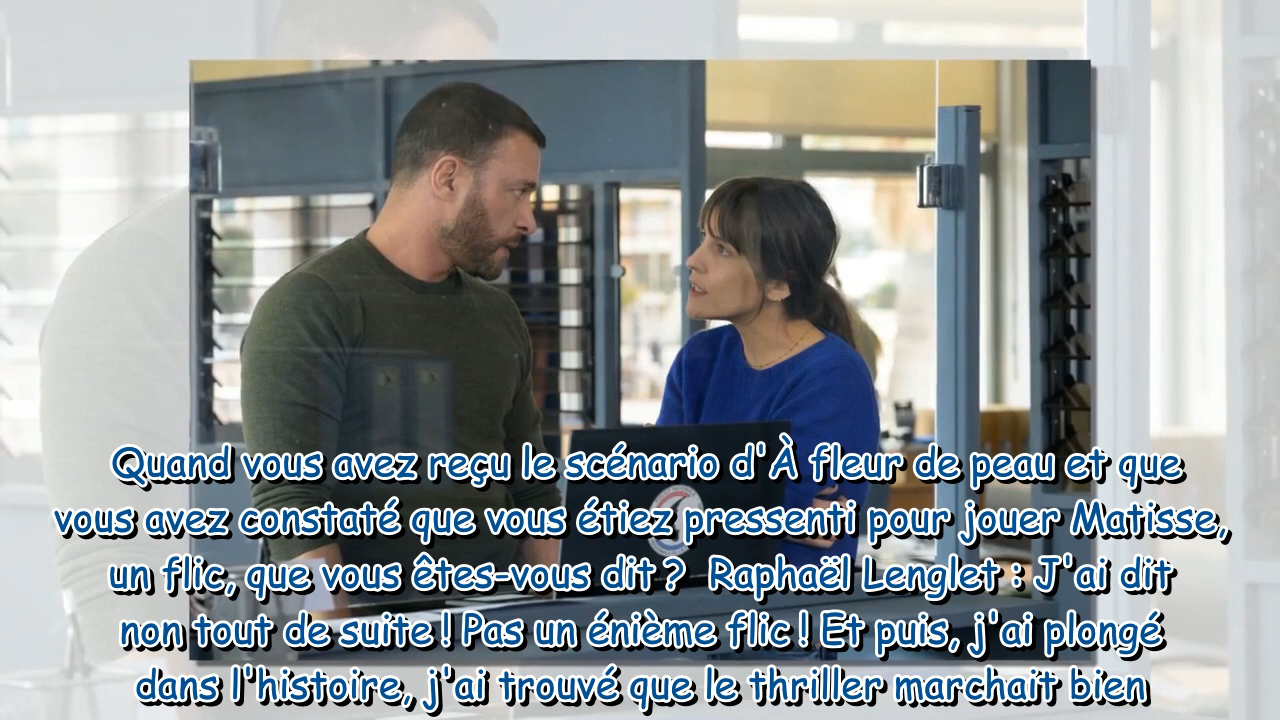 Quand vous avez reçu le scénario d'À fleur de peau et que
vous avez constaté que vous étiez pressenti pour jouer Matisse,
un flic, que vous êtes-vous dit ? Raphaël Lenglet : J'ai dit
non tout de suite ! Pas un énième flic ! Et puis, j'ai plongé
dans l'histoire, j'ai trouvé que le thriller marchait bien